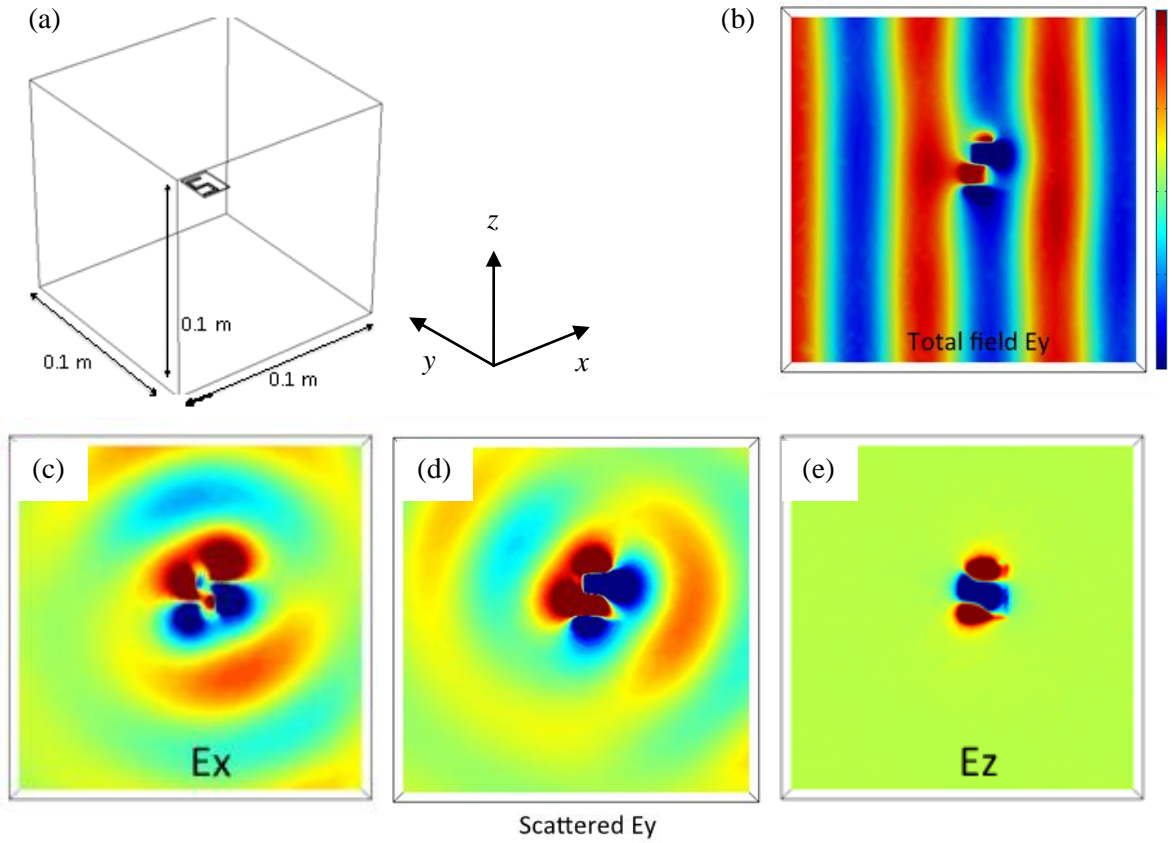 (a)
(b)
0.1 m
0.1 m
0.1 m
z
y
x
Total field Ey
(c)
(d)
(e)
Ex
Ez
Scattered Ey